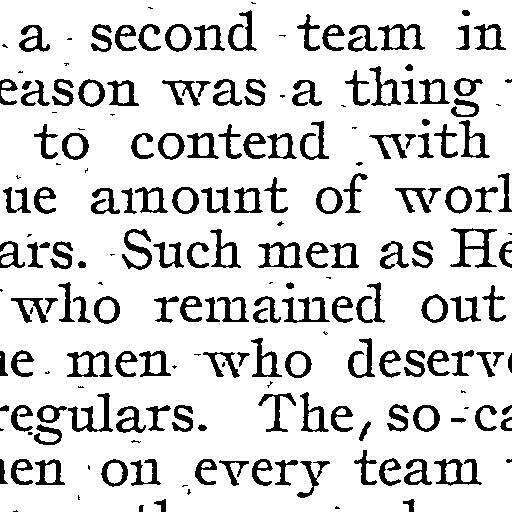 a second team in
eason was a thing
to contend with
ue amount of worl
ars. Such men as He
who remained out
e men who deserve
regulars. The, so-ca
en on every team